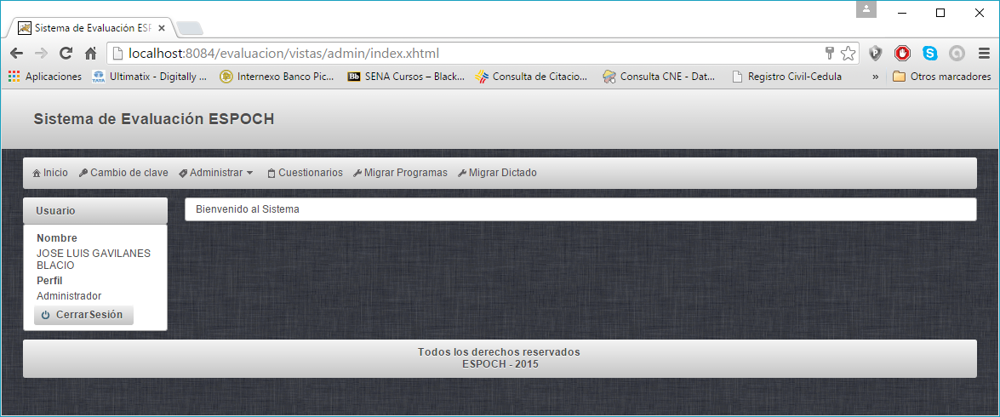 Sistema de Evaluación ESP
localhost:8084/evaluacion/vistas/admin/index.xhtml
Aplicaciones TATA Ultimatix - Digitally ... Internexo Banco Pic... Bb SENA Cursos – Black... Consulta de Citacio... Consulta CNE - Dat... Registro Civil-Cedula » Otros marcadores
Sistema de Evaluación ESPOCH
Inicio Cambio de clave Administrar Cuestionarios Migrar Programas Migrar Dictado
Usuario
Nombre
JOSE LUIS GAVILANES
BLACIO
Perfil
Administrador
CerrarSesión
Bienvenido al Sistema
Todos los derechos reservados
ESPOCH - 2015